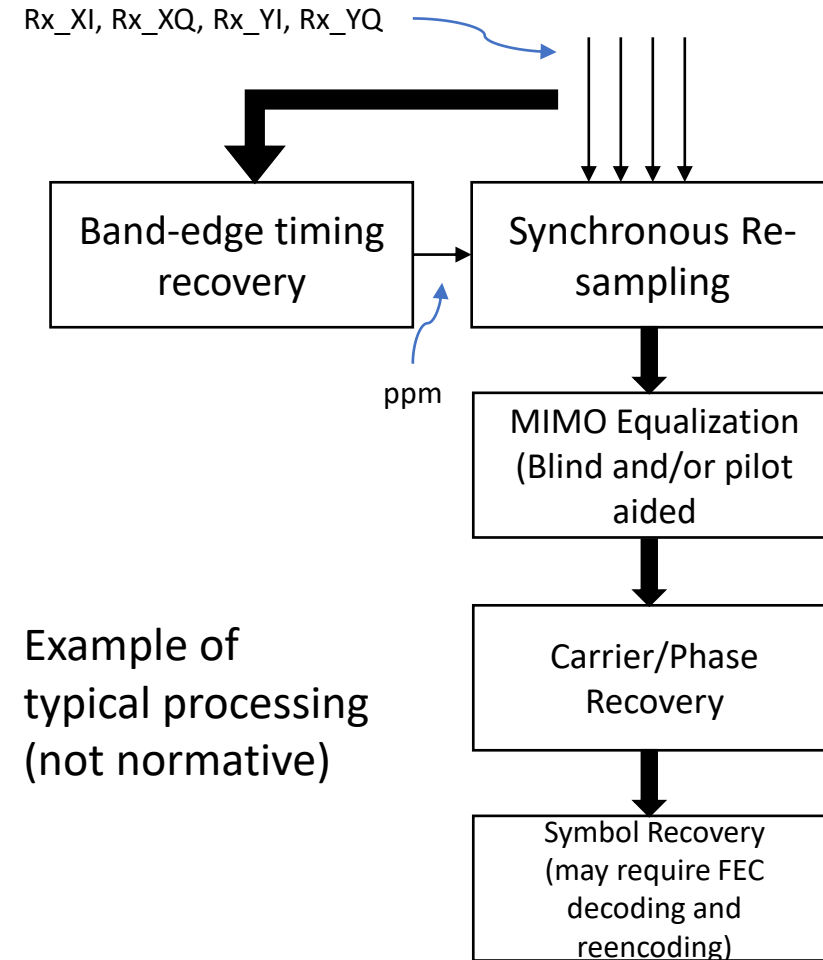 Rx_XI, Rx_XQ, Rx_YI, Rx_YQ
Band-edge timing
recovery
Synchronous Re-
sampling
ppm
MIMO Equalization
(Blind and/or pilot
aided
Example of
typical processing
(not normative)
Carrier/Phase
Recovery
Symbol Recovery
(may require FEC
decoding and
reencoding)